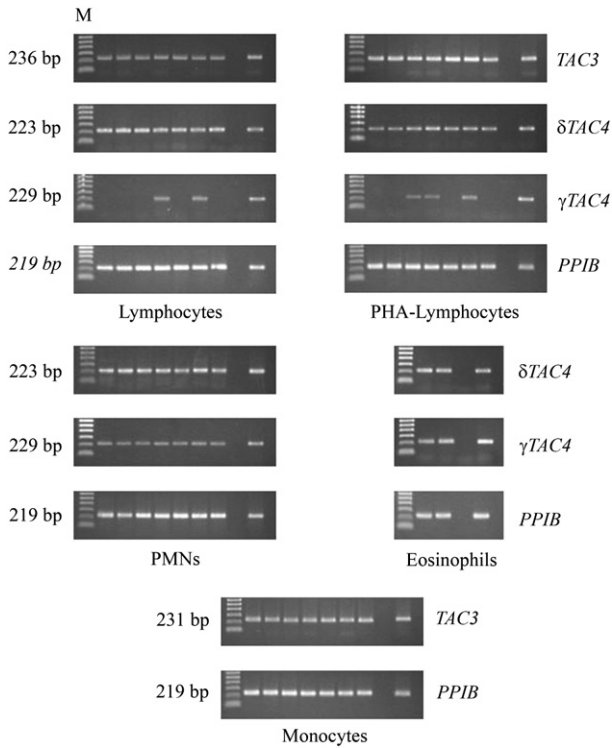 M
236 bp TAC3
223 bp δTAC4
229 bp γTAC4
219 bp PPIB
Lymphocytes PHA-Lymphocytes
223 bp δTAC4
229 bp γTAC4
219 bp PPIB
PMNs Eosinophils
231 bp TAC3
219 bp PPIB
Monocytes